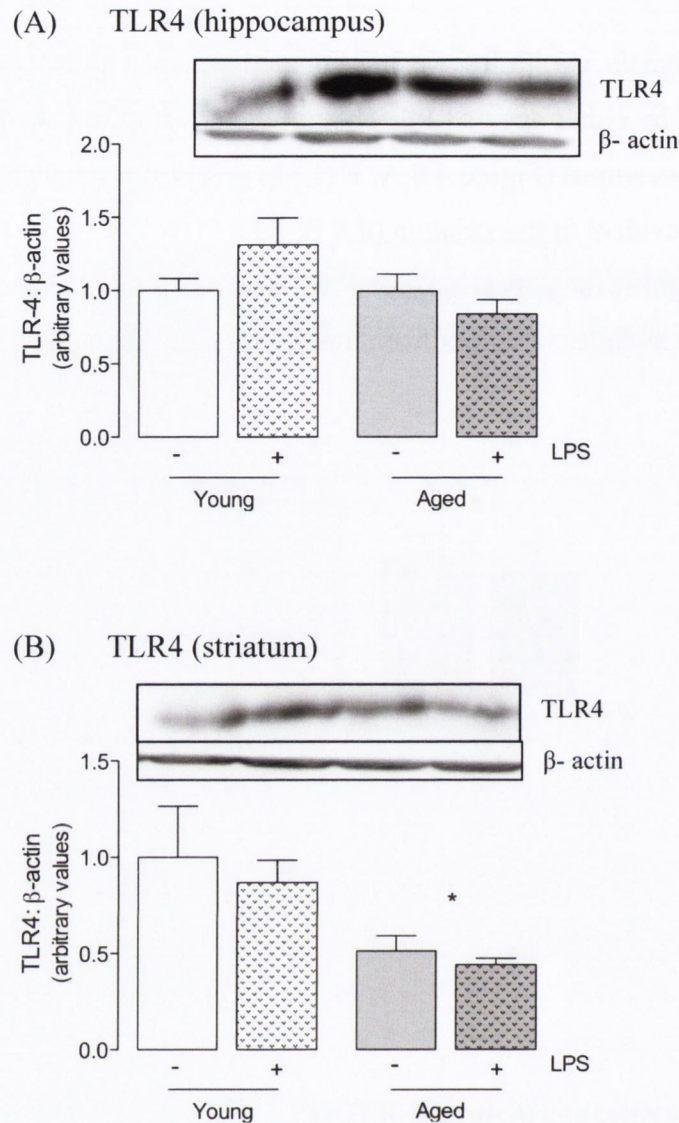 (A) TLR4 (hippocampus)
TLR4
β- actin
TLR-4: β-actin
(arbitrary values)
2.0
1.5
1.0
0.5
0.0
- + - + LPS
Young Aged
(B) TLR4 (striatum)
TLR4
β- actin
TLR4: β-actin
(arbitrary values)
1.5
1.0
0.5
0.0
*
- + - + LPS
Young Aged